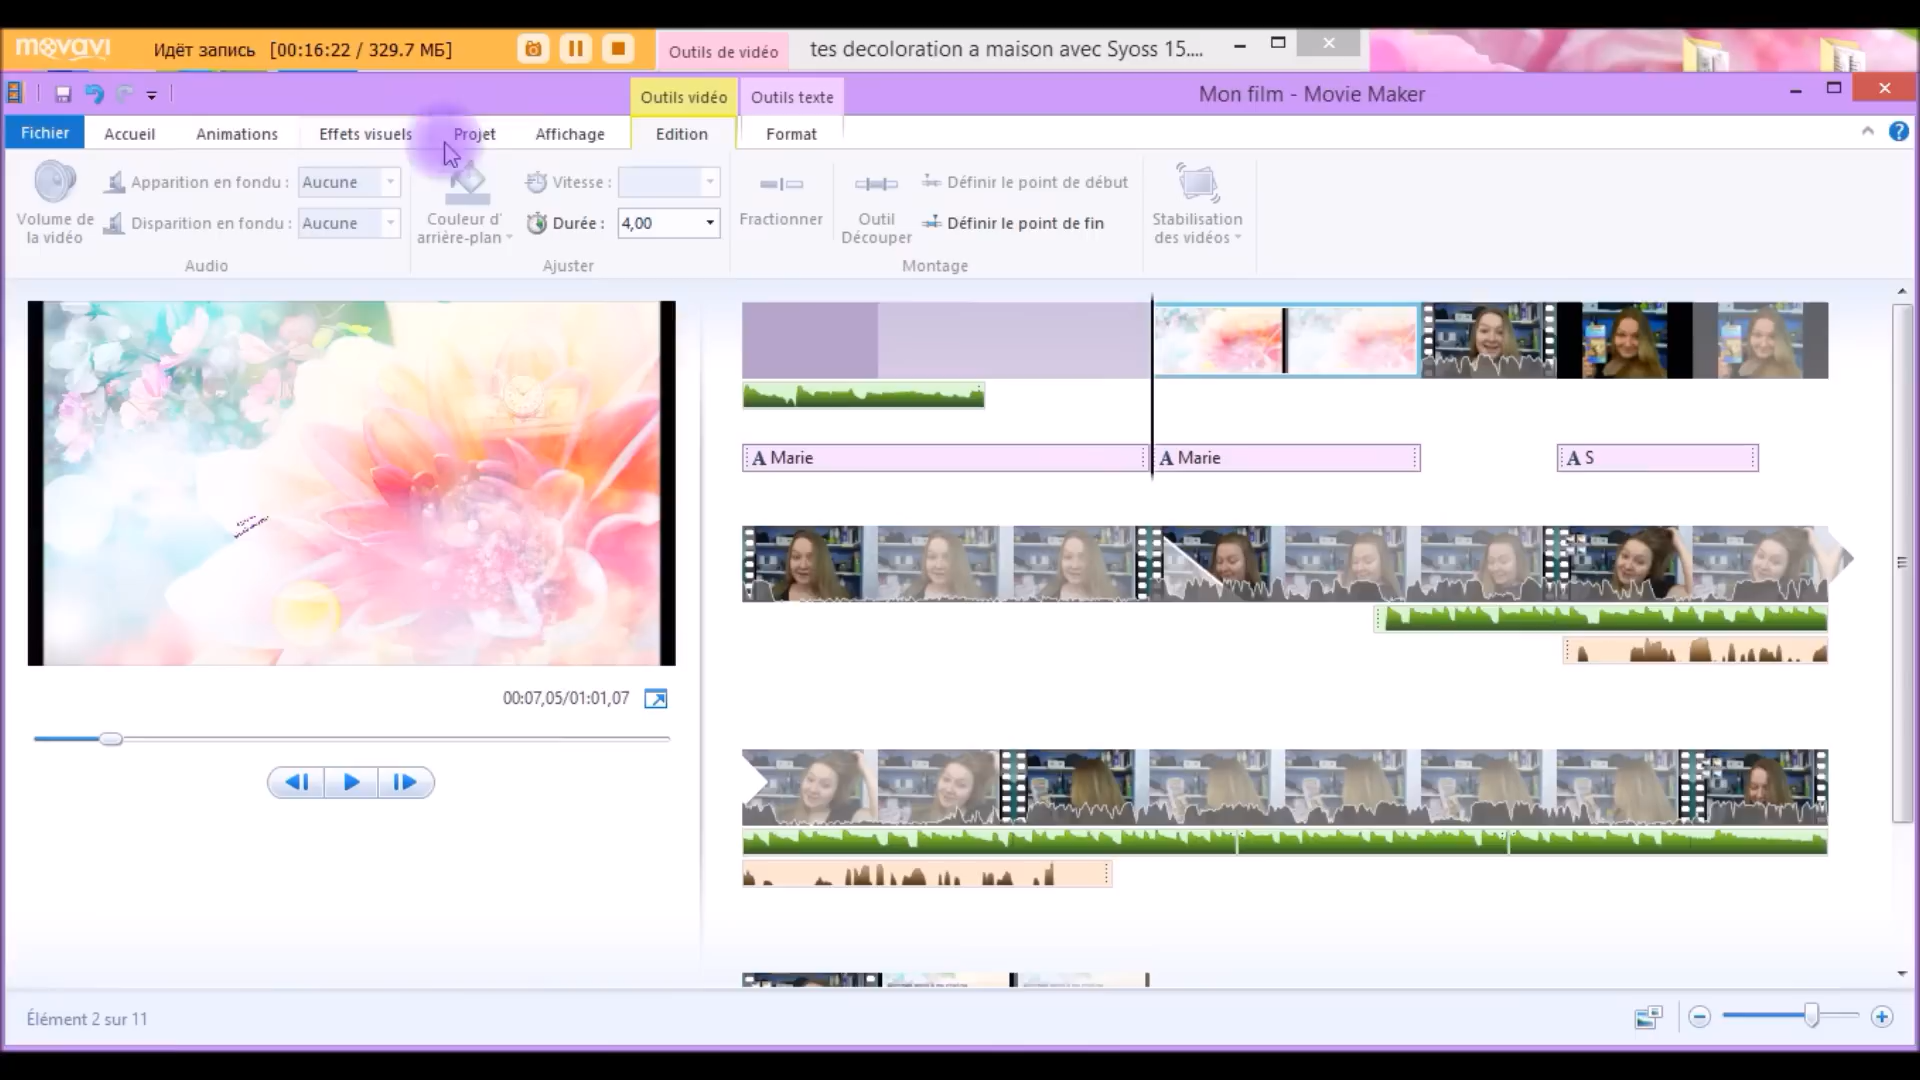 movavi Идёт запись [00:16:22 / 329.7 МБ] Outils de vidéo tes decoloration a maison avec Syoss 15....
Outils vidéo Outils texte Mon film - Movie Maker
Fichier Accueil Animations Effets visuels Projet Affichage Edition Format
Volume de la vidéo
Apparition en fondu : Aucune
Disparition en fondu : Aucune
Audio
Couleur d'
arrière-plan
Vitesse :
Durée : 4,00
Ajuster
Fractionner
Outil
Découper
Définir le point de début
Définir le point de fin
Montage
Stabilisation
des vidéos
A Marie
A Marie
A S
00:07,05/01:01,07
Élément 2 sur 11